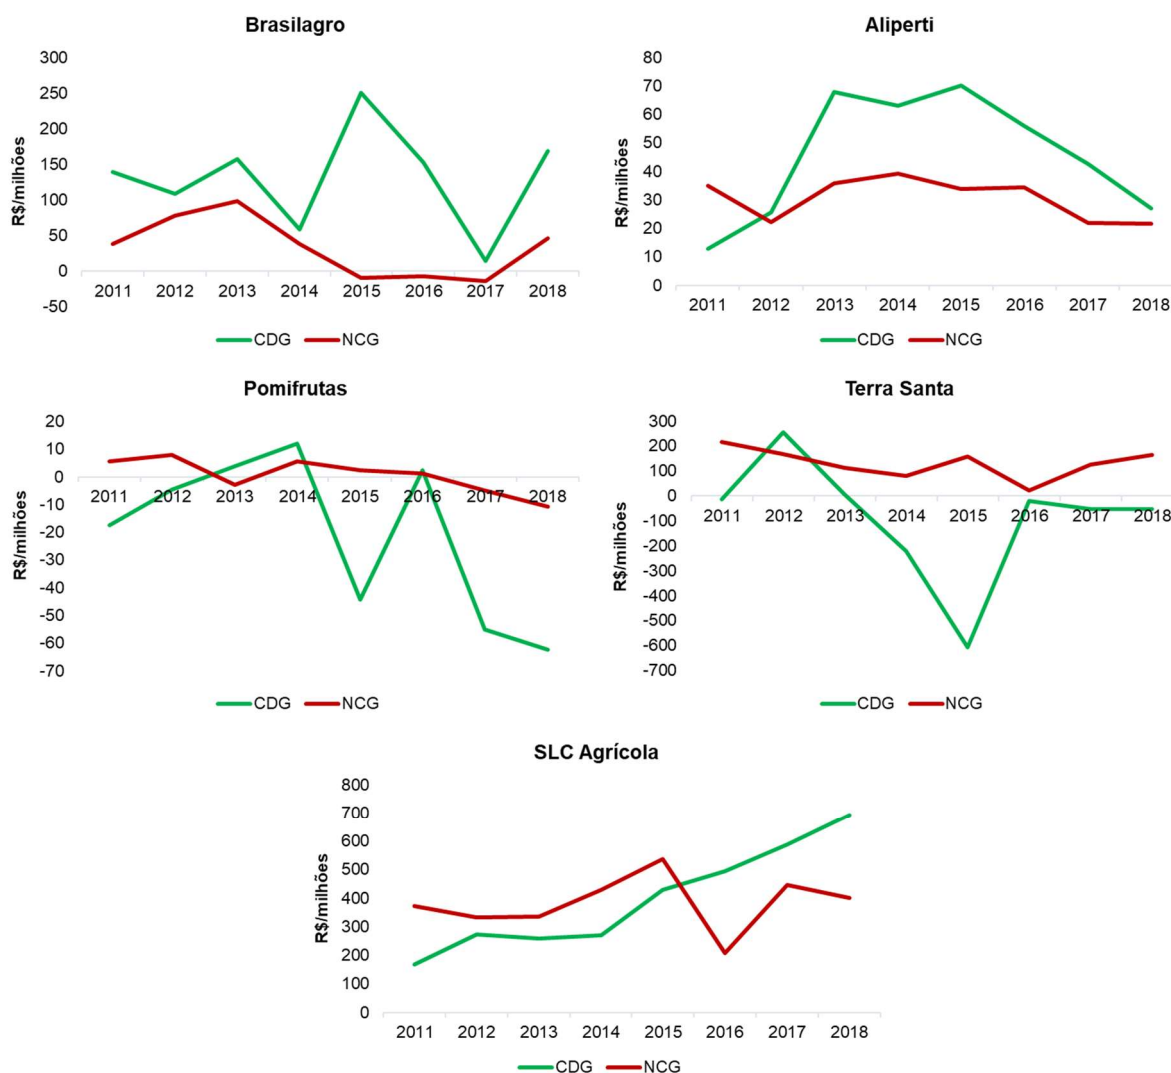 Brasilagro
R$/milhões
300
250
200
150
100
50
0
-50
2011 2012 2013 2014 2015 2016 2017 2018
CDG NCG
Aliperti
R$/milhões
80
70
60
50
40
30
20
10
0
2011 2012 2013 2014 2015 2016 2017 2018
CDG NCG
Pomifrutas
R$/milhões
20
10
0
-10
-20
-30
-40
-50
-60
-70
2011 2012 2013 2014 2015 2016 2017 2018
CDG NCG
Terra Santa
R$/milhões
300
200
100
0
-100
-200
-300
-400
-500
-600
-700
2011 2012 2013 2014 2015 2016 2017 2018
CDG NCG
SLC Agrícola
R$/milhões
800
700
600
500
400
300
200
100
0
2011 2012 2013 2014 2015 2016 2017 2018
CDG NCG